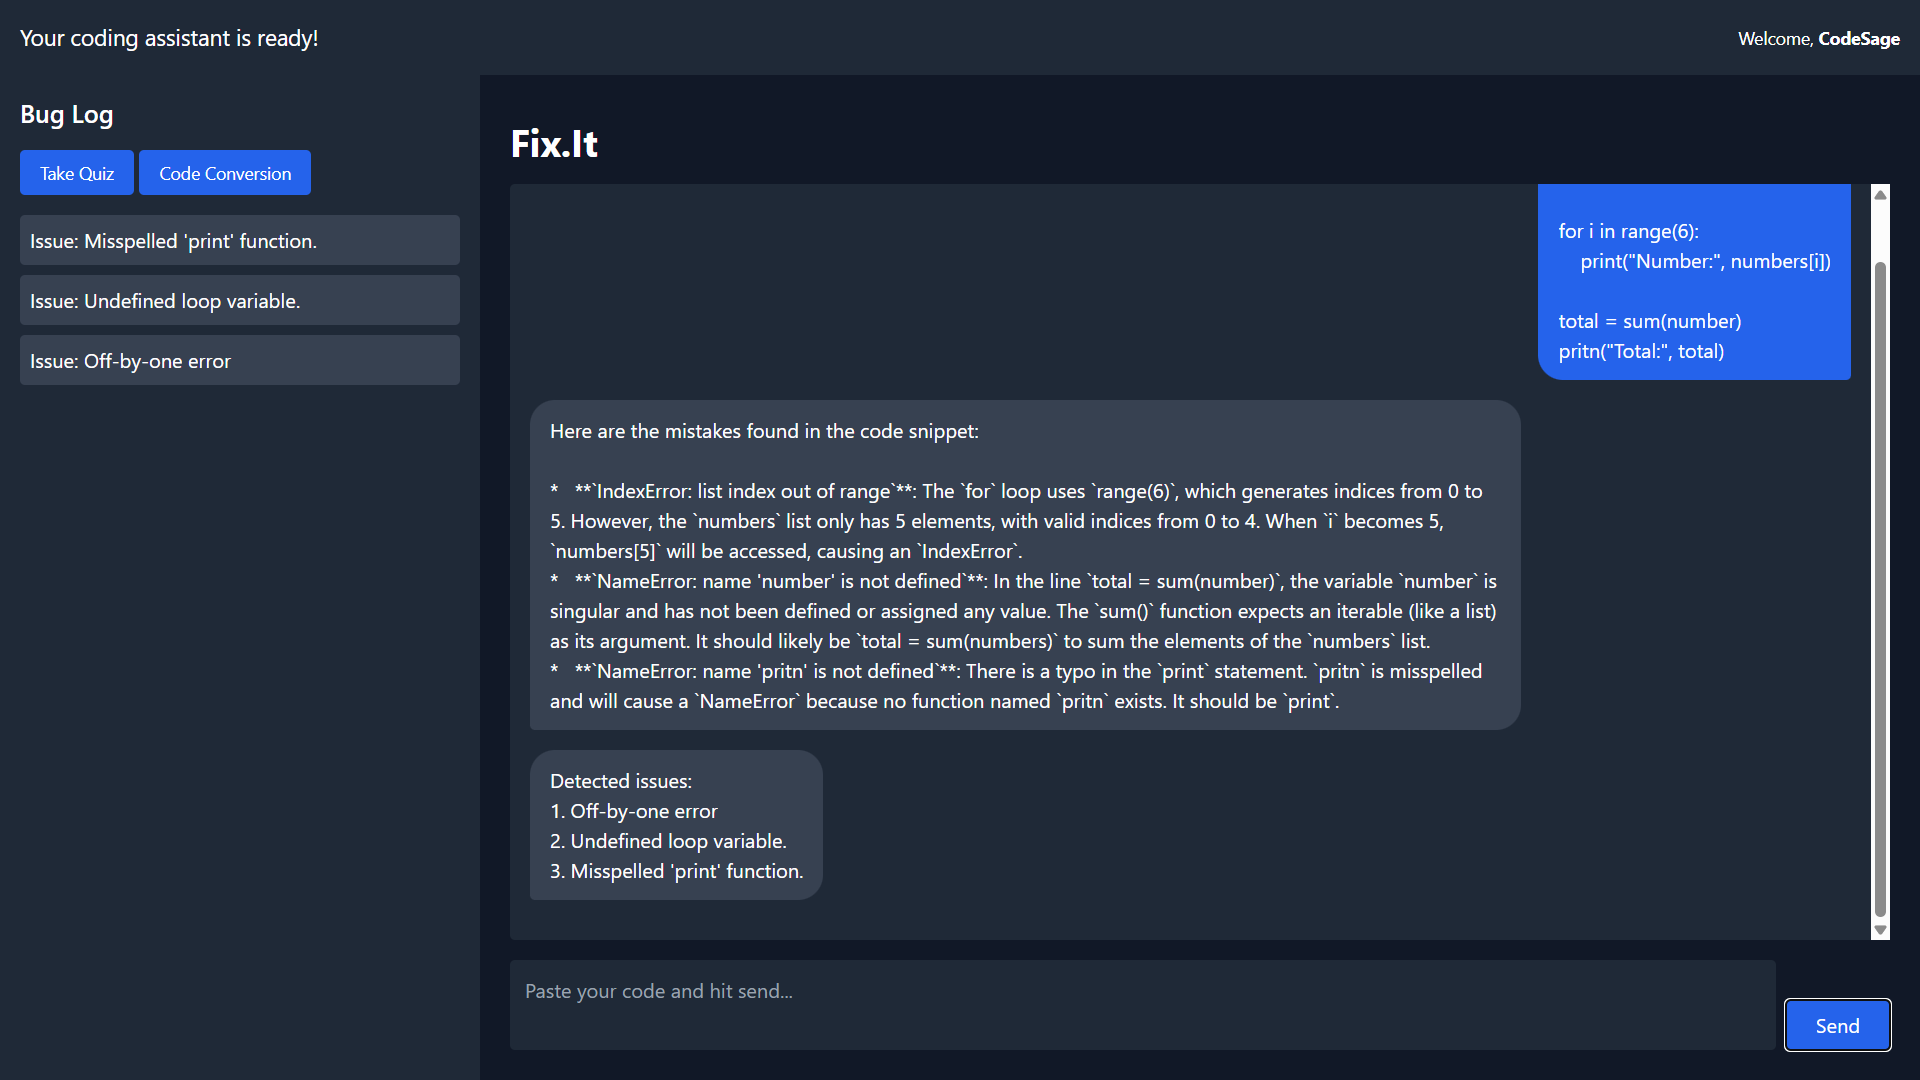 Your coding assistant is ready!
Welcome, CodeSage
Bug Log
Take Quiz
Code Conversion
Issue: Misspelled 'print' function.
Issue: Undefined loop variable.
Issue: Off-by-one error
Fix.It
for i in range(6):
    print("Number:", numbers[i])
total = sum(number)
pritn("Total:", total)
Here are the mistakes found in the code snippet:
*   **`IndexError: list index out of range`**: The `for` loop uses `range(6)`, which generates indices from 0 to
5. However, the `numbers` list only has 5 elements, with valid indices from 0 to 4. When `i` becomes 5,
`numbers[5]` will be accessed, causing an `IndexError`.
*   **`NameError: name 'number' is not defined`**: In the line `total = sum(number)`, the variable `number` is
singular and has not been defined or assigned any value. The `sum()` function expects an iterable (like a list)
as its argument. It should likely be `total = sum(numbers)` to sum the elements of the `numbers` list.
*   **`NameError: name 'pritn' is not defined`**: There is a typo in the `print` statement. `pritn` is misspelled
and will cause a `NameError` because no function named `pritn` exists. It should be `print`.
Detected issues:
1. Off-by-one error
2. Undefined loop variable.
3. Misspelled 'print' function.
Paste your code and hit send...
Send